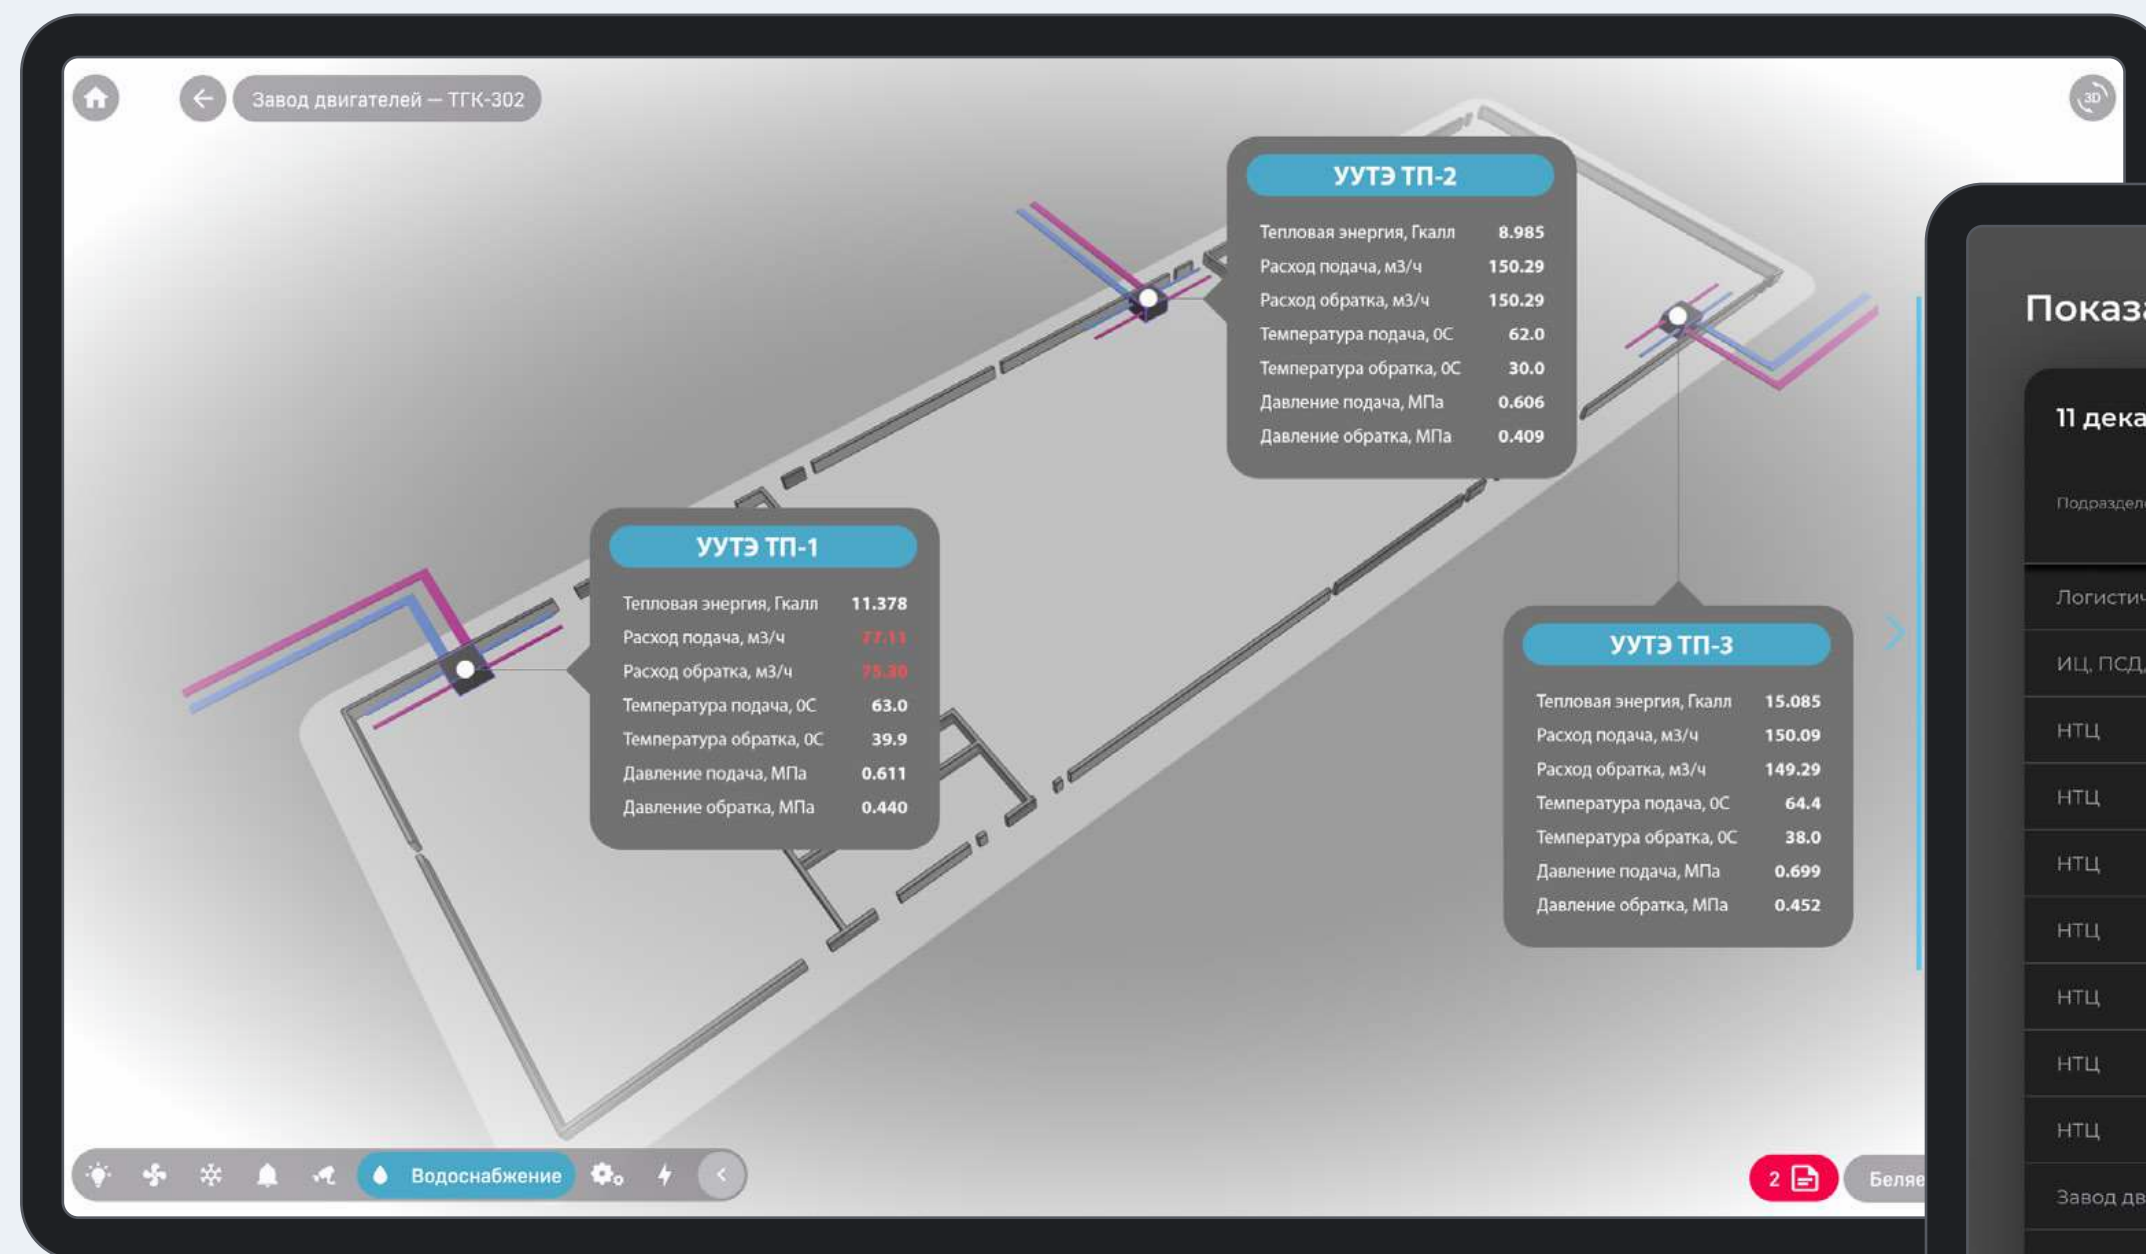 Завод двигателей — ТГК-302
3D
УУТЭ ТП-2
Тепловая энергия, Гкалл 8.985
Расход подача, м3/ч 150.29
Расход обратка, м3/ч 150.29
Температура подача, 0С 62.0
Температура обратка, 0С 30.0
Давление подача, МПа 0.606
Давление обратка, МПа 0.409
УУТЭ ТП-1
Тепловая энергия, Гкалл 11.378
Расход подача, м3/ч 77.11
Расход обратка, м3/ч 75.30
Температура подача, 0С 63.0
Температура обратка, 0С 39.9
Давление подача, МПа 0.611
Давление обратка, МПа 0.440
УУТЭ ТП-3
Тепловая энергия, Гкалл 15.085
Расход подача, м3/ч 150.09
Расход обратка, м3/ч 149.29
Температура подача, 0С 64.4
Температура обратка, 0С 38.0
Давление подача, МПа 0.699
Давление обратка, МПа 0.452
Водоснабжение
2
Беляе
Показа
11 дека
Подраздел
Логистич
ИЦ, ПСД,
НТЦ
НТЦ
НТЦ
НТЦ
НТЦ
НТЦ
НТЦ
Завод дв